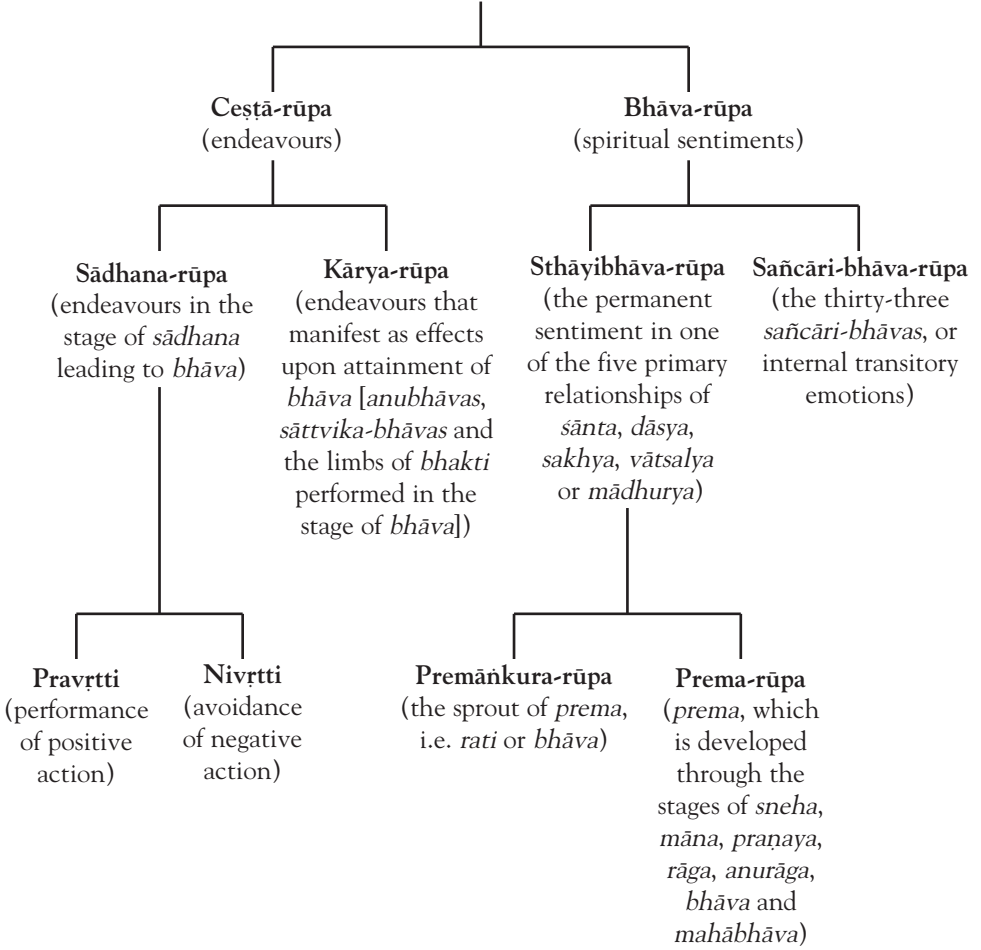 Ceṣṭā-rūpa
(endeavours)
Bhāva-rūpa
(spiritual sentiments)
Sādhana-rūpa
(endeavours in the
stage of sādhana
leading to bhāva)
Kārya-rūpa
(endeavours that
manifest as effects
upon attainment of
bhāva [anubhāvas,
sāttvika-bhāvas and
the limbs of bhakti
performed in the
stage of bhāva])
Sthāyibhāva-rūpa
(the permanent
sentiment in one
of the five primary
relationships of
śānta, dāsya,
sakhya, vātsalya
or mādhurya)
Sañcāri-bhāva-rūpa
(the thirty-three
sañcāri-bhāvas, or
internal transitory
emotions)
Pravṛtti
(performance
of positive
action)
Nivṛtti
(avoidance
of negative
action)
Premāṅkura-rūpa
(the sprout of prema,
i.e. rati or bhāva)
Prema-rūpa
(prema, which
is developed
through the
stages of sneha,
māna, praṇaya,
rāga, anurāga,
bhāva and
mahābhāva)